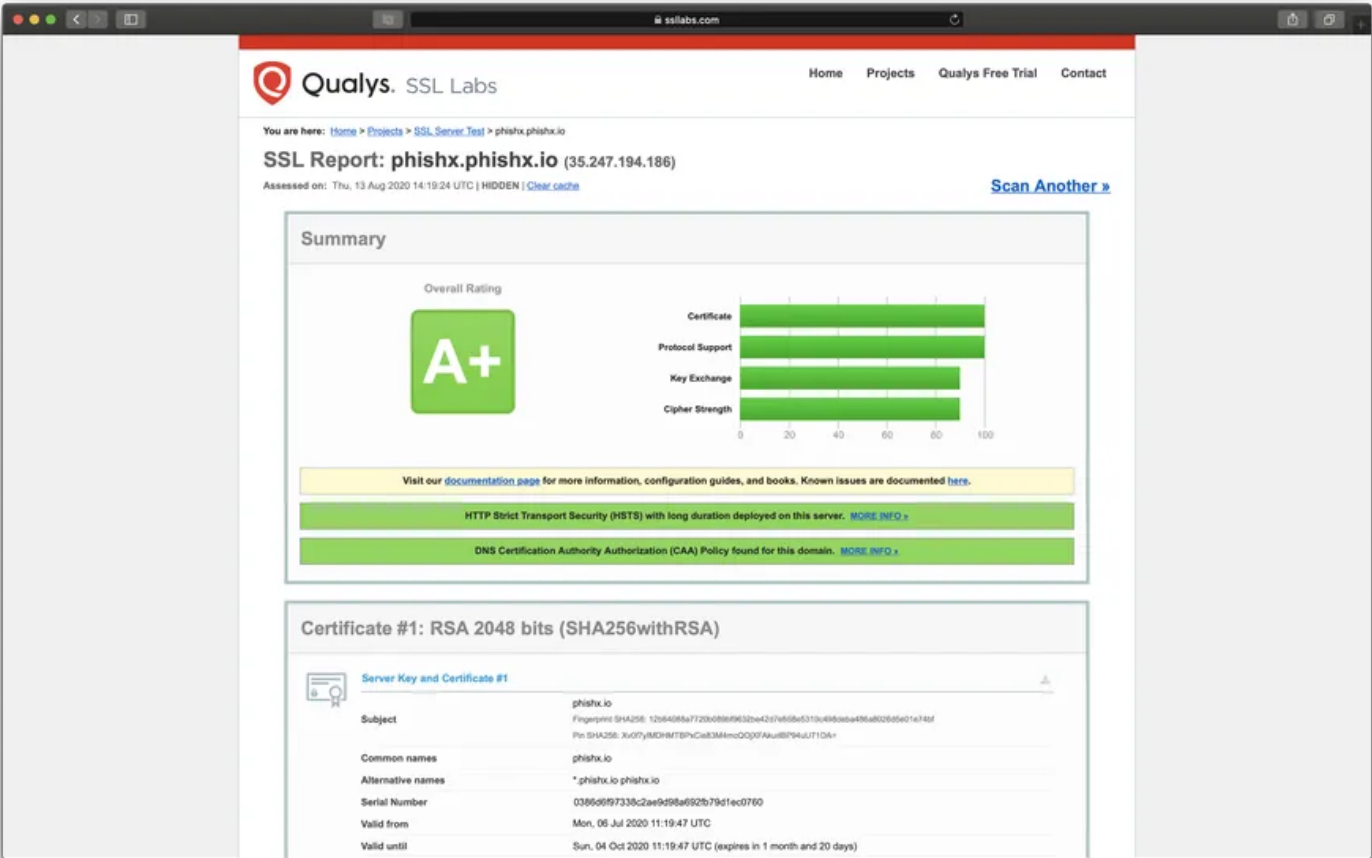 ssllabs.com
Qualys. SSL Labs
Home Projects Qualys Free Trial Contact
You are here: Home > Projects > SSL Server Test > phishx.phishx.io
SSL Report: phishx.phishx.io (35.247.194.186)
Assessed on: Thu, 13 Aug 2020 14:19:24 UTC | HIDDEN | Clear cache
Scan Another »
Summary
Overall Rating
A+
Certificate
Protocol Support
Key Exchange
Cipher Strength
0 20 40 60 80 100
Visit our documentation page for more information, configuration guides, and books. Known issues are documented here.
HTTP Strict Transport Security (HSTS) with long duration deployed on this server. MORE INFO »
DNS Certification Authority Authorization (CAA) Policy found for this domain. MORE INFO »
Certificate #1: RSA 2048 bits (SHA256withRSA)
Server Key and Certificate #1
Subject
phishx.io
Fingerprint SHA256:
Pin SHA256:
Common names phishx.io
Alternative names *.phishx.io phishx.io
Serial Number 0386d6f97338c2ae9d98a692fb79d1ec0760
Valid from Mon, 06 Jul 2020 11:19:47 UTC
Valid until Sun, 04 Oct 2020 11:19:47 UTC (expires in 1 month and 20 days)